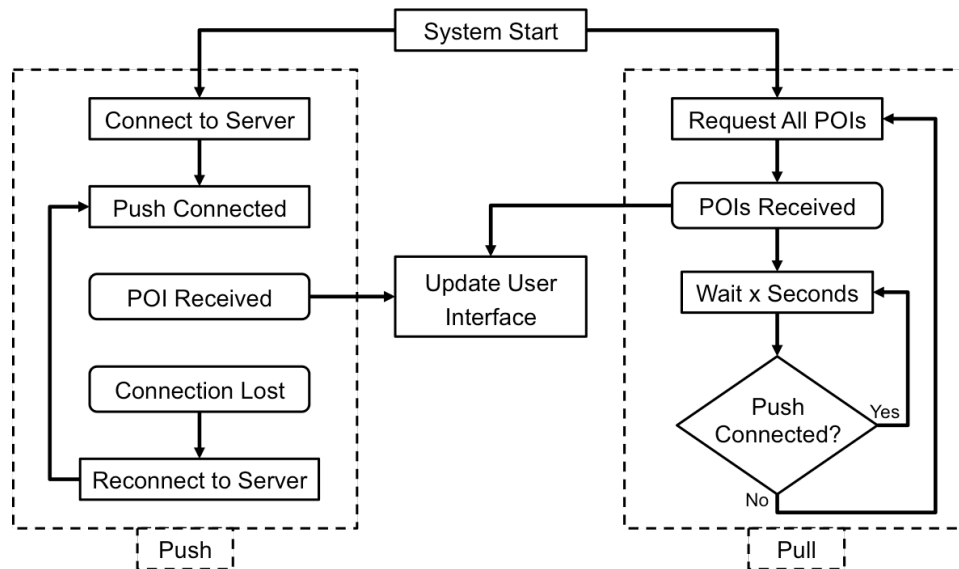 System Start
Connect to Server
Push Connected
POI Received
Connection Lost
Reconnect to Server
Push
Update User
Interface
Request All POIs
POIs Received
Wait x Seconds
Push
Connected?
Yes
No
Pull